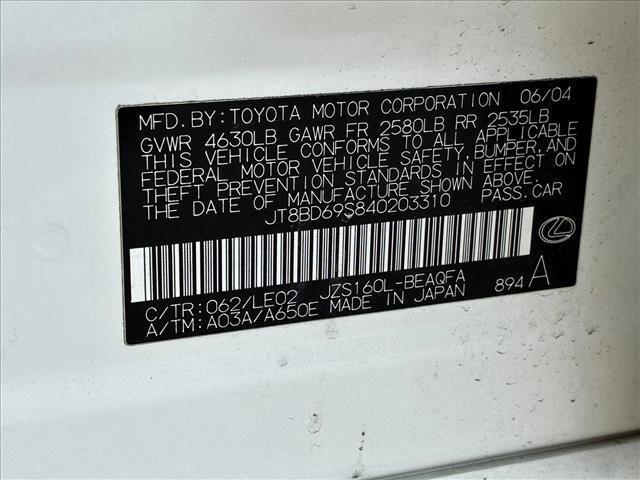 MFD. BY: TOYOTA MOTOR CORPORATION 06/04
GVWR 4630LB GAWR FR 2580LB RR 2535LB
THIS VEHICLE CONFORMS TO ALL APPLICABLE
FEDERAL MOTOR VEHICLE SAFETY, BUMPER, AND
THEFT PREVENTION STANDARDS IN EFFECT ON
THE DATE OF MANUFACTURE SHOWN ABOVE.
JT8BD69S840203310 PASS. CAR
C/TR: 062/LE02 JZS160L-BEAQFA
A/TM: A03A/A650E MADE IN JAPAN 894 A